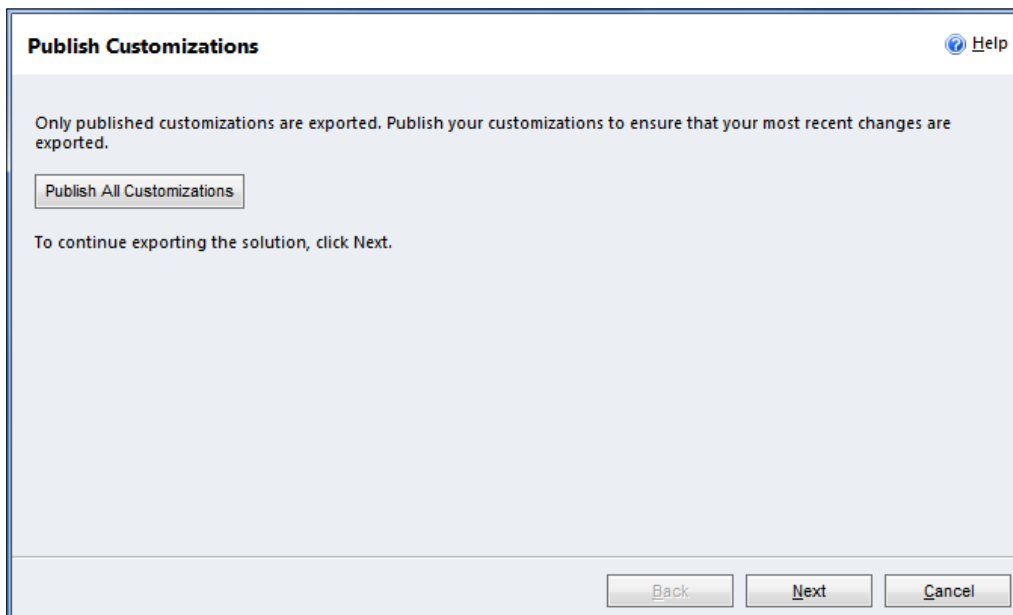 Publish Customizations
Help
Only published customizations are exported. Publish your customizations to ensure that your most recent changes are
exported.
Publish All Customizations
To continue exporting the solution, click Next.
Back
Next
Cancel